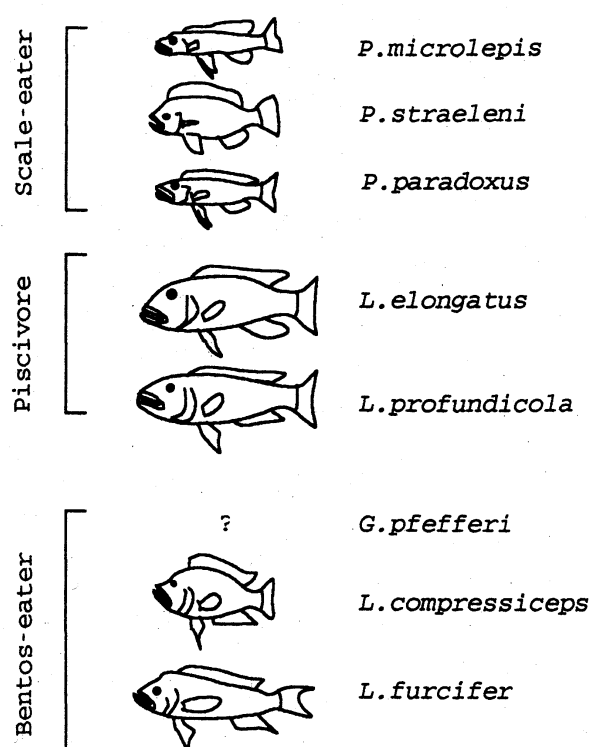 Scale-eater
P.microlepis
P.straeleni
P.paradoxus
Piscivore
L.elongatus
L.profundicola
Bentos-eater
?
G.pfefferi
L.compressiceps
L.furcifer